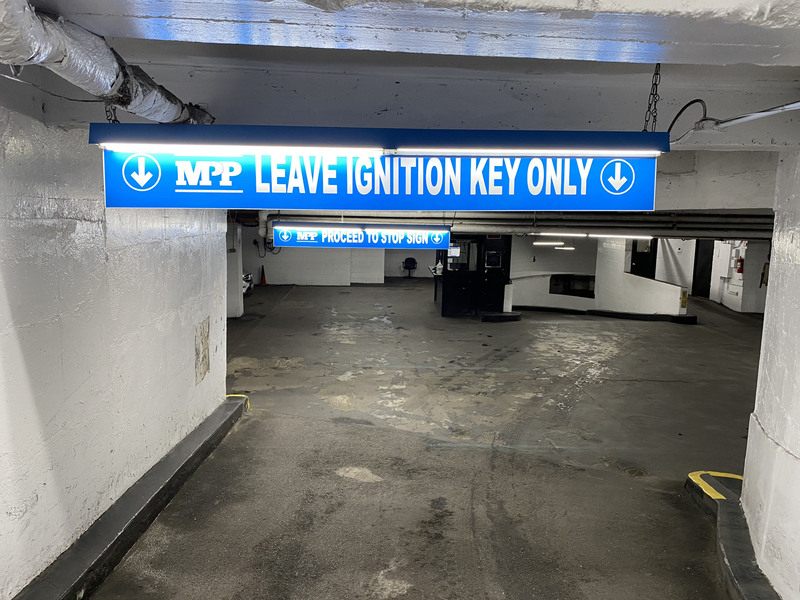 MPP LEAVE IGNITION KEY ONLY
MPP PROCEED TO STOP SIGN